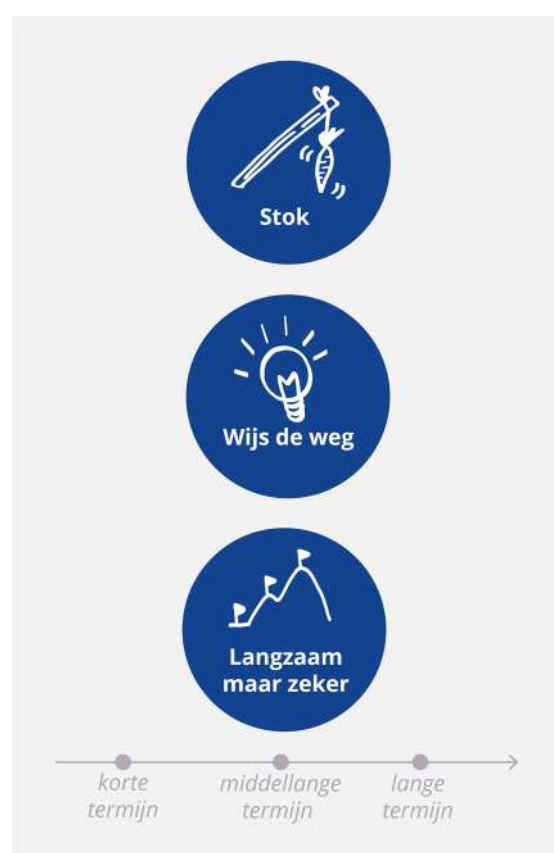 Stok
Wijs de weg
Langzaam
maar zeker
korte
termijn
middellange
termijn
lange
termijn